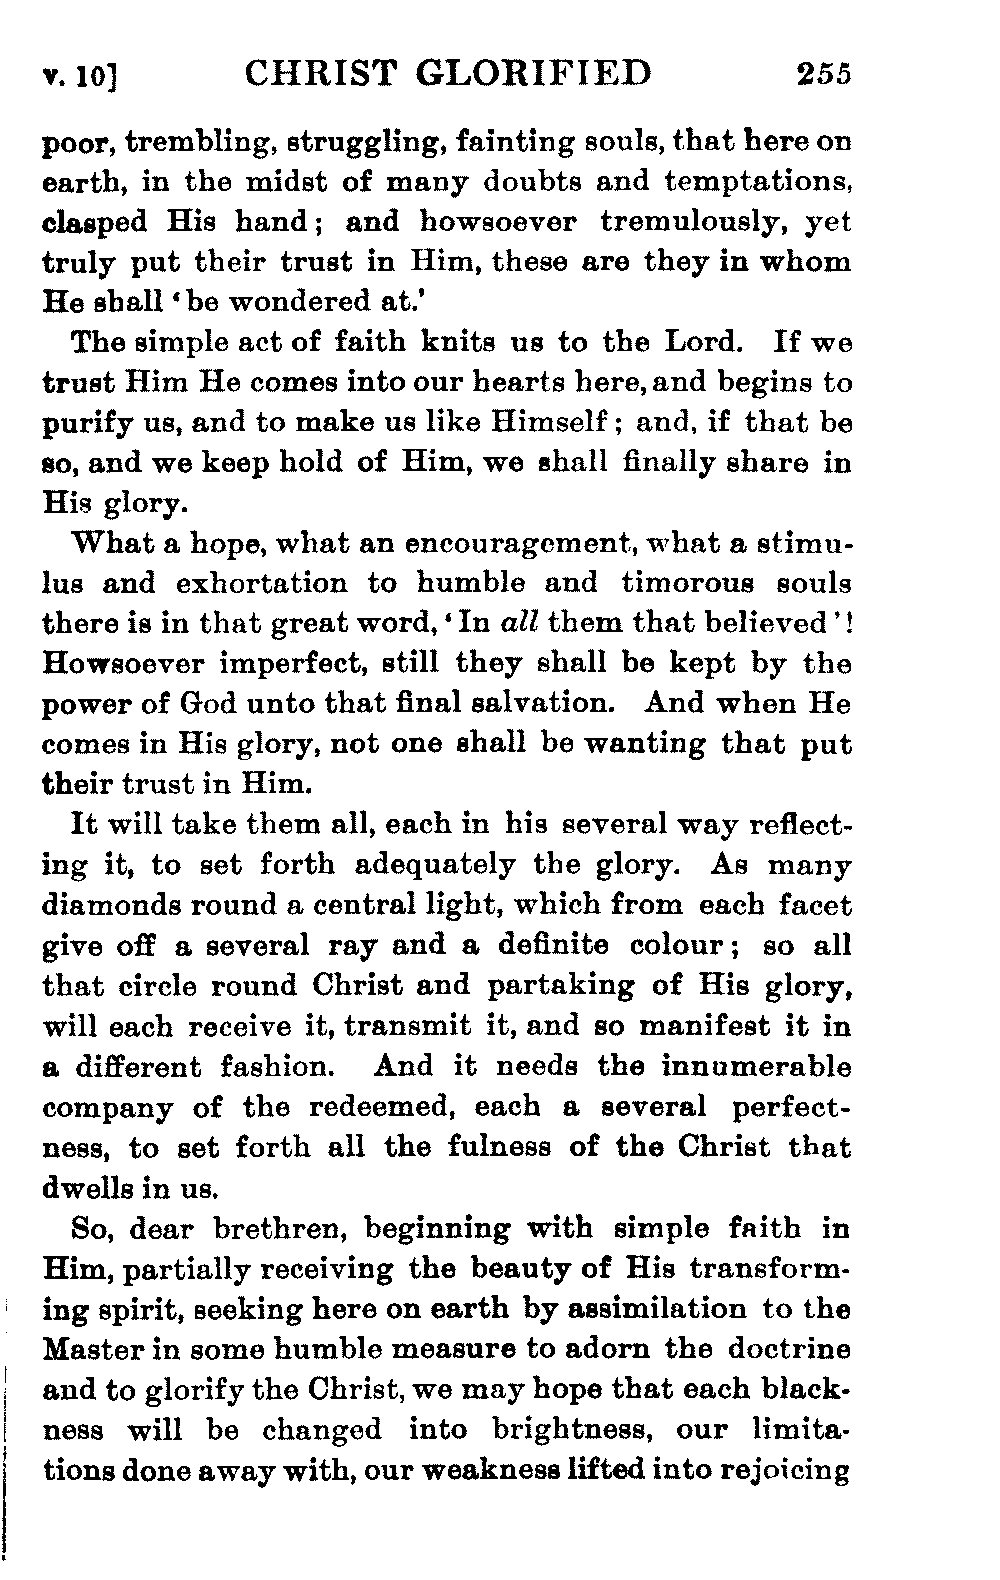 v. 10] CHRIST GLORIFIED 255
poor, trembling, struggling, fainting souls, that here on
earth, in the midst of many doubts and temptations,
clasped His hand; and howsoever tremulously, yet
truly put their trust in Him, these are they in whom
He shall ‘be wondered at.’
The simple act of faith knits us to the Lord. If we
trust Him He comes into our hearts here, and begins to
purify us, and to make us like Himself; and, if that be
so, and we keep hold of Him, we shall finally share in
His glory.
What a hope, what an encouragement, what a stimu-
lus and exhortation to humble and timorous souls
there is in that great word, ‘In all them that believed’!
Howsoever imperfect, still they shall be kept by the
power of God unto that final salvation. And when He
comes in His glory, not one shall be wanting that put
their trust in Him.
It will take them all, each in his several way reflect-
ing it, to set forth adequately the glory. As many
diamonds round a central light, which from each facet
give off a several ray and a definite colour; so all
that circle round Christ and partaking of His glory,
will each receive it, transmit it, and so manifest it in
a different fashion. And it needs the innumerable
company of the redeemed, each a several perfect-
ness, to set forth all the fulness of the Christ that
dwells in us.
So, dear brethren, beginning with simple faith in
Him, partially receiving the beauty of His transform-
ing spirit, seeking here on earth by assimilation to the
Master in some humble measure to adorn the doctrine
and to glorify the Christ, we may hope that each black-
ness will be changed into brightness, our limita-
tions done away with, our weakness lifted into rejoicing